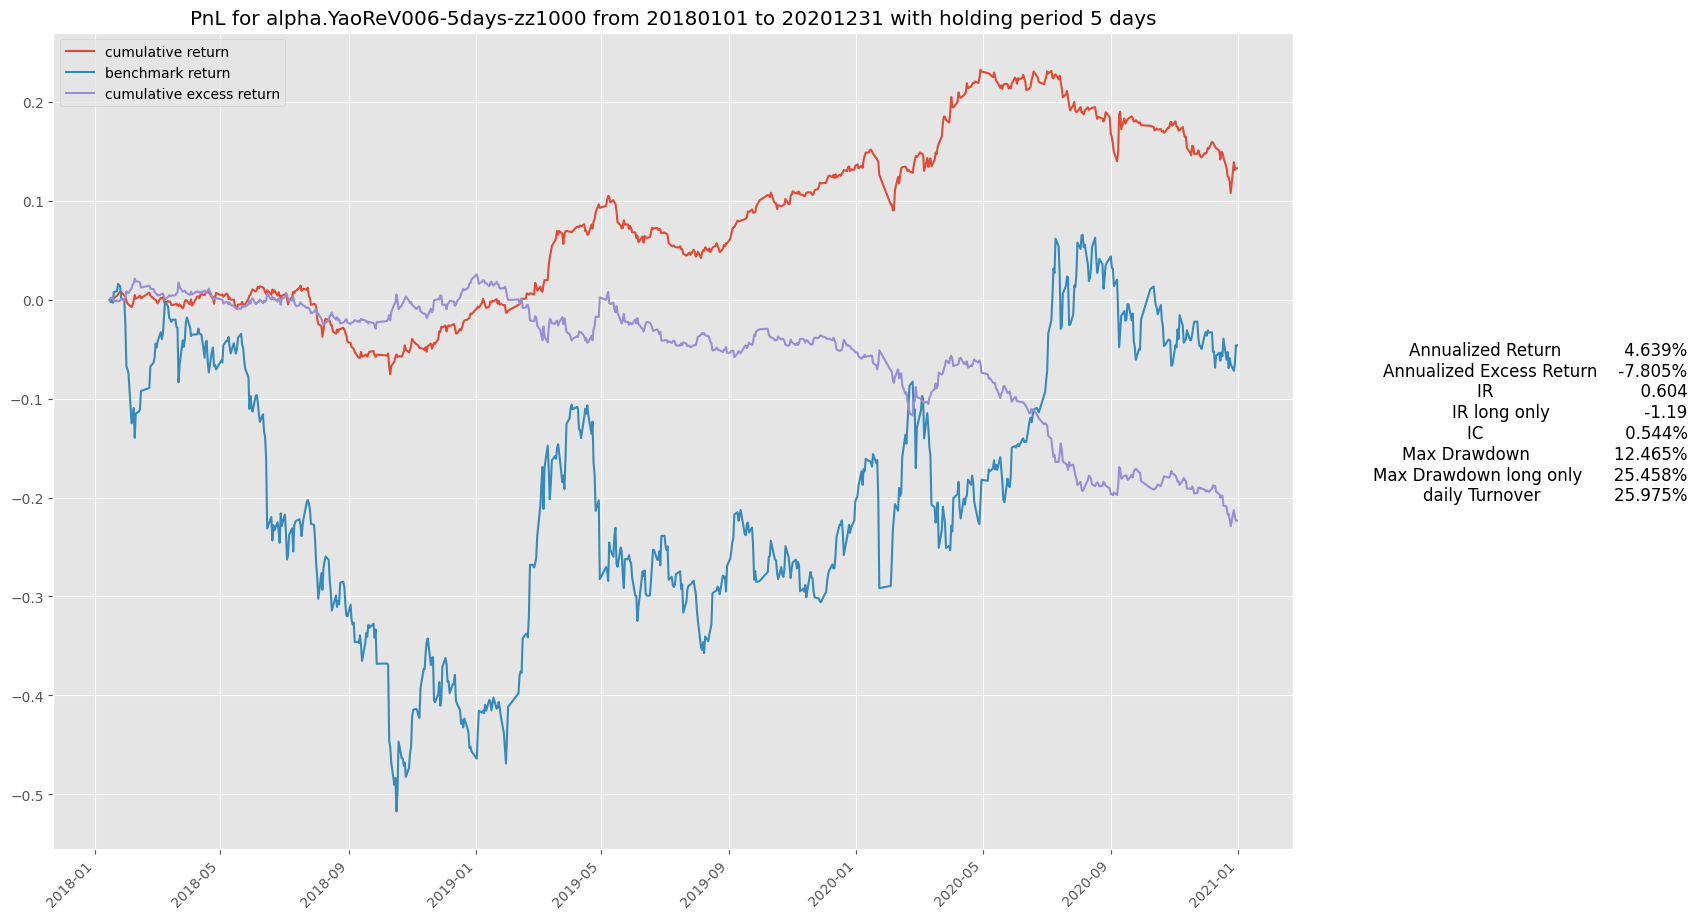 PnL for alpha.YaoReV006-5days-zz1000 from 20180101 to 20201231 with holding period 5 days
cumulative return
benchmark return
cumulative excess return
0.2
0.1
0.0
−0.1
−0.2
−0.3
−0.4
−0.5
2018-01
2018-05
2018-09
2019-01
2019-05
2019-09
2020-01
2020-05
2020-09
2021-01
Annualized Return 4.639%
Annualized Excess Return -7.805%
IR 0.604
IR long only -1.19
IC 0.544%
Max Drawdown 12.465%
Max Drawdown long only 25.458%
daily Turnover 25.975%